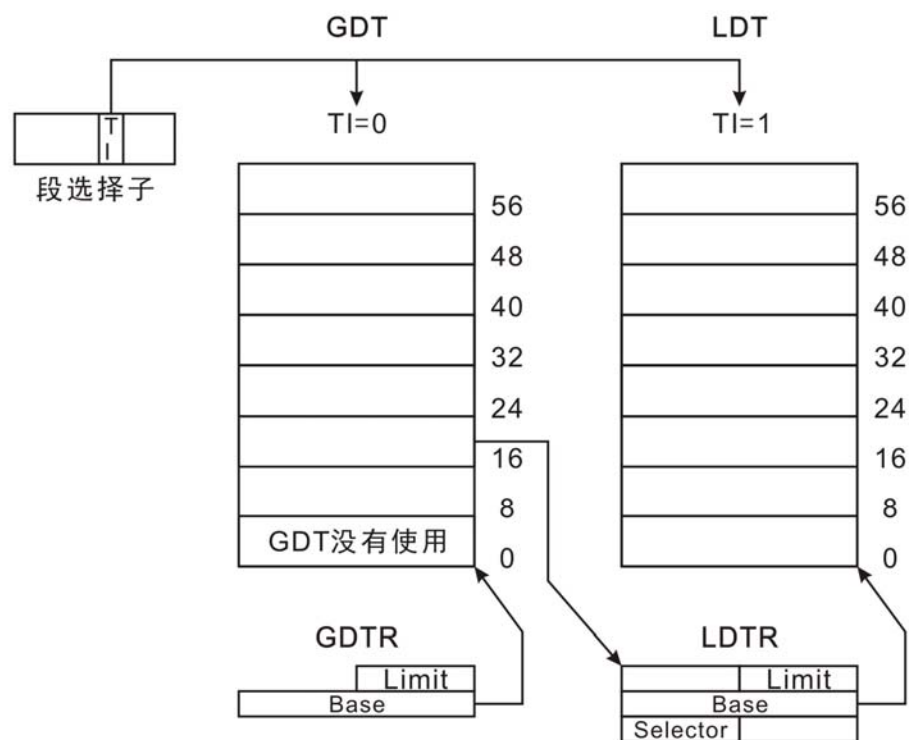 GDT LDT
TI=0 TI=1
TI
段选择子
56 56
48 48
40 40
32 32
24 24
16 16
8 8
GDT没有使用 0 0
GDTR LDTR
Limit Limit
Base Base
Selector